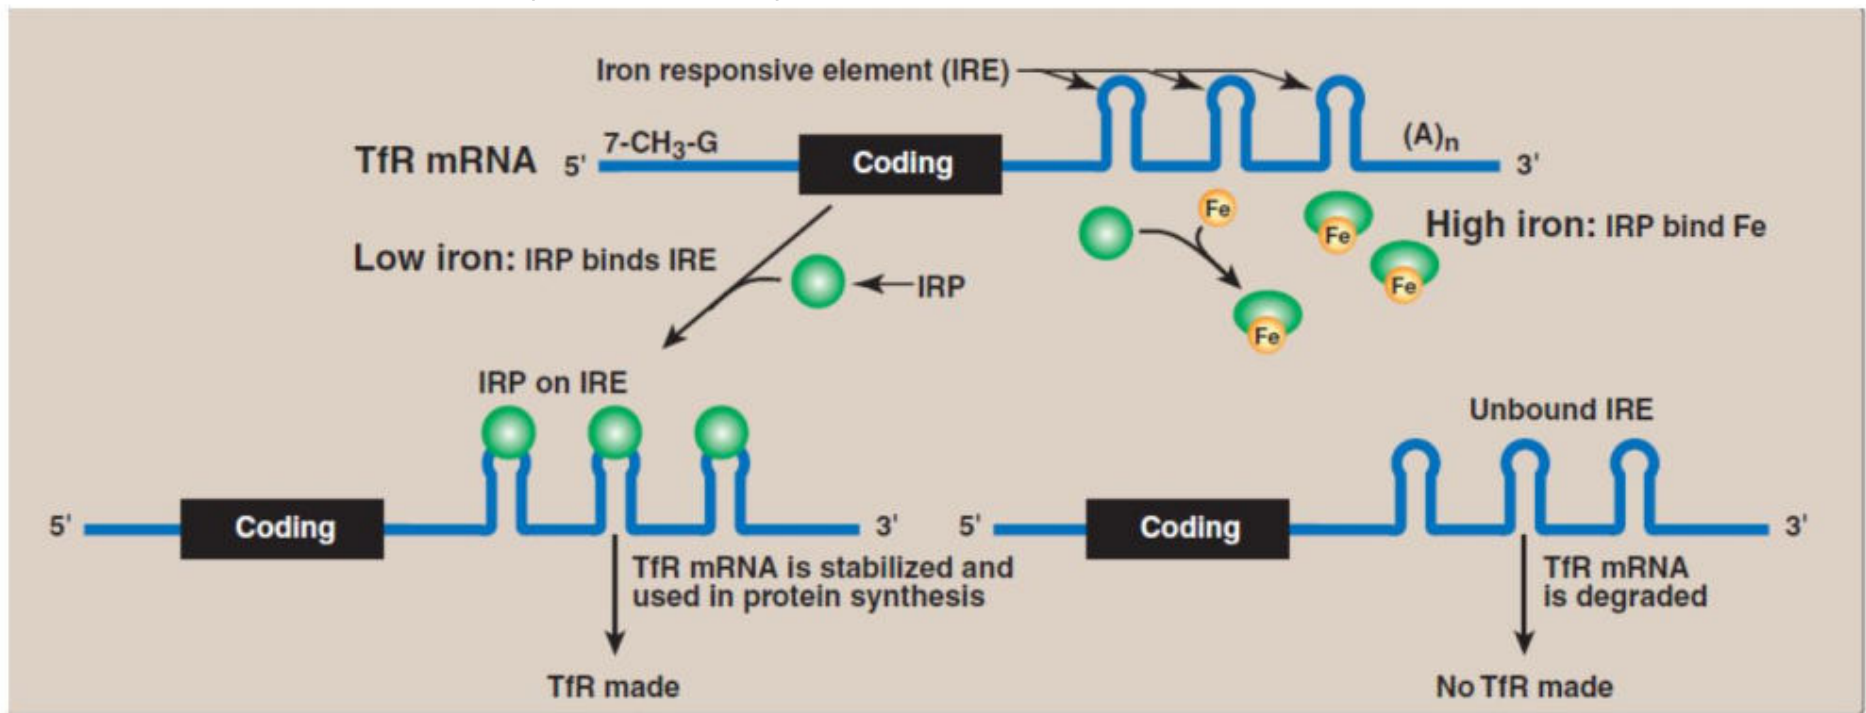 Iron responsive element (IRE)
TfR mRNA 5' 7-CH₃-G Coding (A)n 3'
Fe
Fe
High iron: IRP bind Fe
Low iron: IRP binds IRE
IRP
Fe
Fe
IRP on IRE
Unbound IRE
5' Coding 3'
5' Coding 3'
TfR mRNA is stabilized and
used in protein synthesis
TfR mRNA
is degraded
TfR made
No TfR made